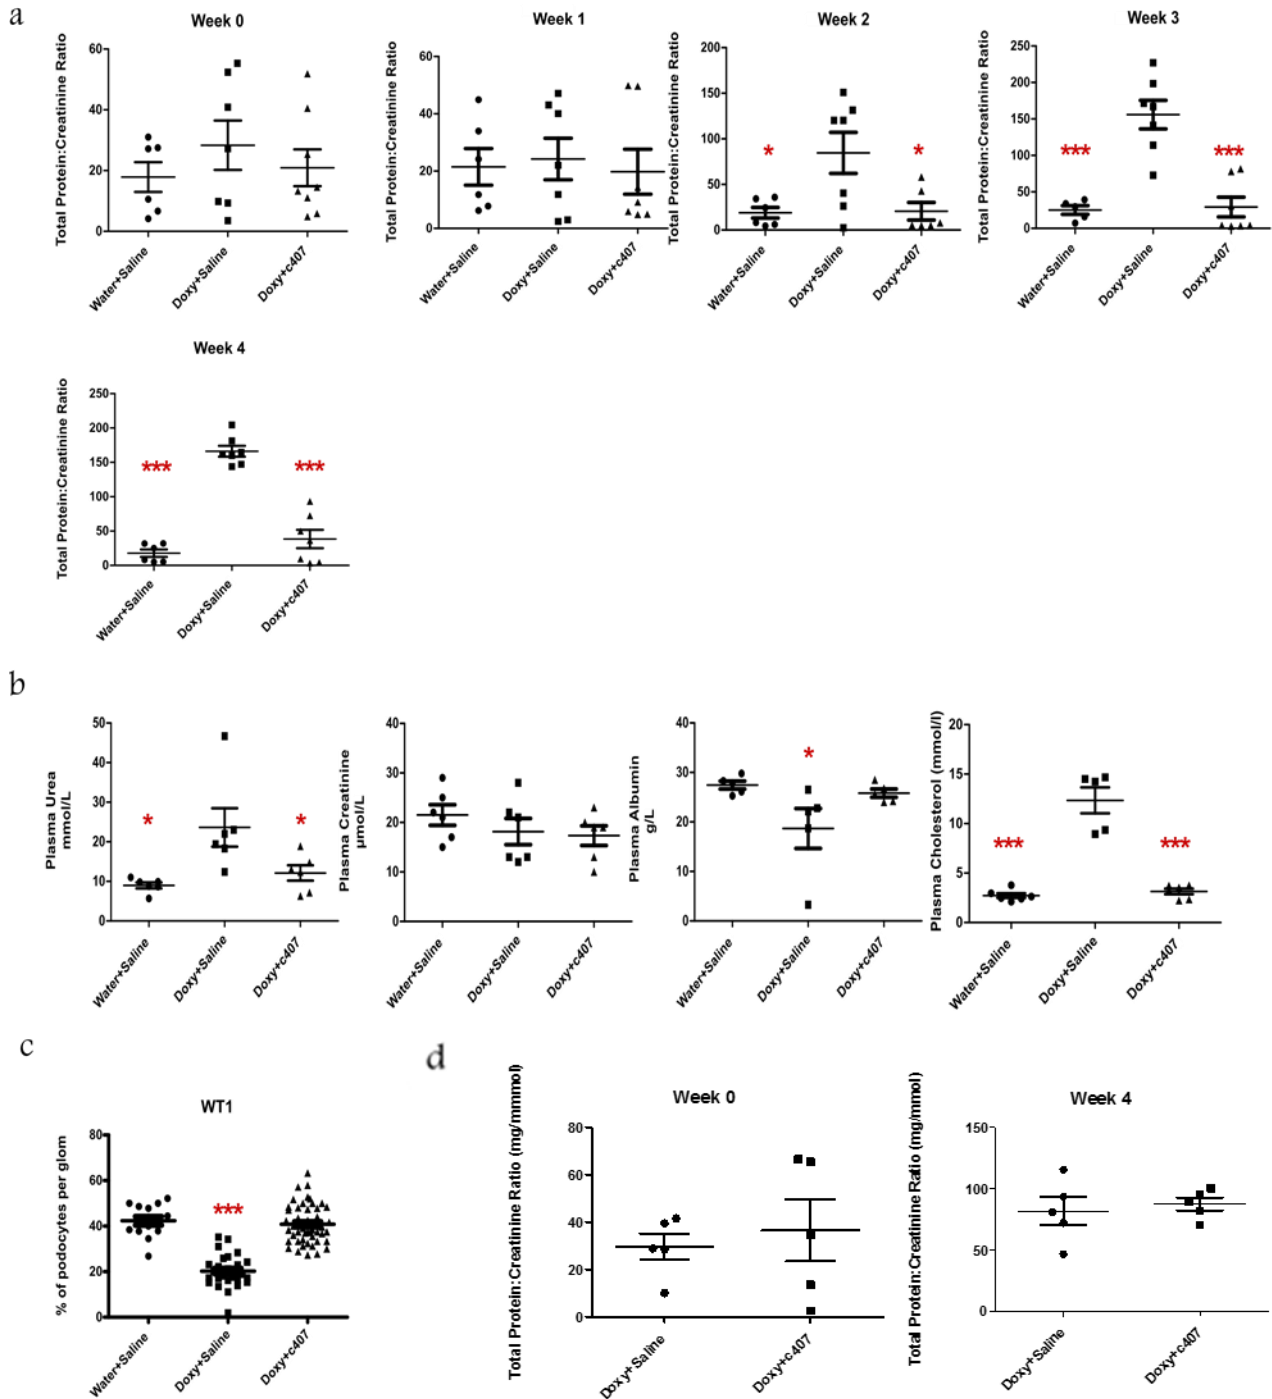 a
Week 0
Total Protein:Creatinine Ratio
60
40
20
0
Water+Saline
Doxy+Saline
Doxy+c407
Week 1
Total Protein:Creatinine Ratio
60
40
20
0
Water+Saline
Doxy+Saline
Doxy+c407
Week 2
Total Protein:Creatinine Ratio
200
150
100
50
0
*
*
Water+Saline
Doxy+Saline
Doxy+c407
Week 3
Total Protein:Creatinine Ratio
250
200
150
100
50
0
***
***
Water+Saline
Doxy+Saline
Doxy+c407
Week 4
Total Protein:Creatinine Ratio
250
200
150
100
50
0
***
***
Water+Saline
Doxy+Saline
Doxy+c407
b
Plasma Urea
mmol/L
50
40
30
20
10
0
*
*
Water+Saline
Doxy+Saline
Doxy+c407
Plasma Creatinine
µmol/L
40
30
20
10
0
Water+Saline
Doxy+Saline
Doxy+c407
Plasma Albumin
g/L
40
30
20
10
0
*
Water+Saline
Doxy+Saline
Doxy+c407
Plasma Cholesterol (mmol/l)
20
15
10
5
0
***
***
Water+Saline
Doxy+Saline
Doxy+c407
c
WT1
% of podocytes per glom
80
60
40
20
0
***
Water+Saline
Doxy+Saline
Doxy+c407
d
Week 0
Total Protein:Creatinine Ratio (mg/mmmol)
80
60
40
20
0
Doxy+Saline
Doxy+c407
Week 4
Total Protein:Creatinine Ratio (mg/mmol)
150
100
50
0
Doxy+Saline
Doxy+c407